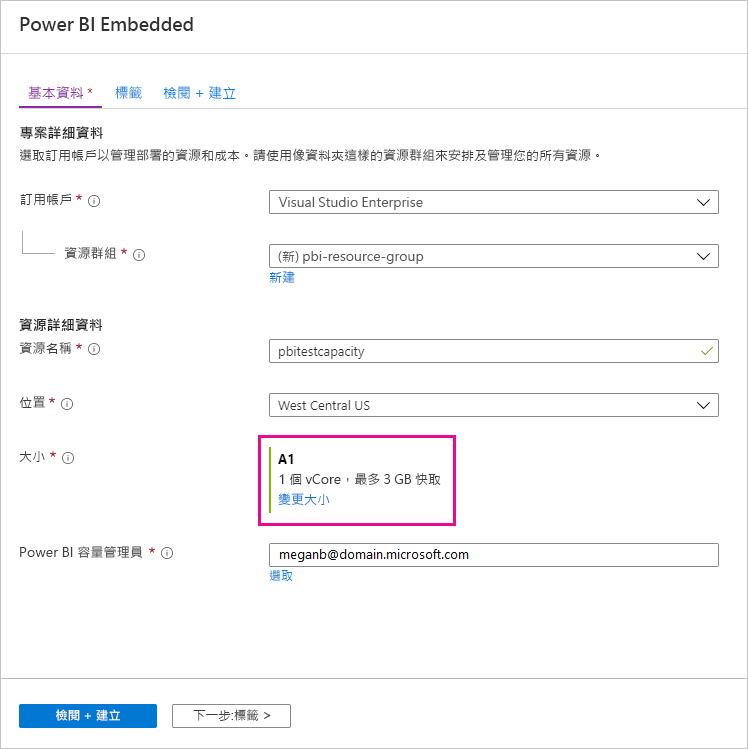 Power BI Embedded
基本資料 * 標籤 檢閱 + 建立
專案詳細資料
選取訂用帳戶以管理部署的資源和成本。請使用像資料夾這樣的資源群組來安排及管理您的所有資源。
訂用帳戶 * Visual Studio Enterprise
資源群組 * (新) pbi-resource-group
新建
資源詳細資料
資源名稱 * pbitestcapacity
位置 * West Central US
大小 * A1
1 個 vCore，最多 3 GB 快取
變更大小
Power BI 容量管理員 * meganb@domain.microsoft.com
選取
檢閱 + 建立 下一步:標籤 >